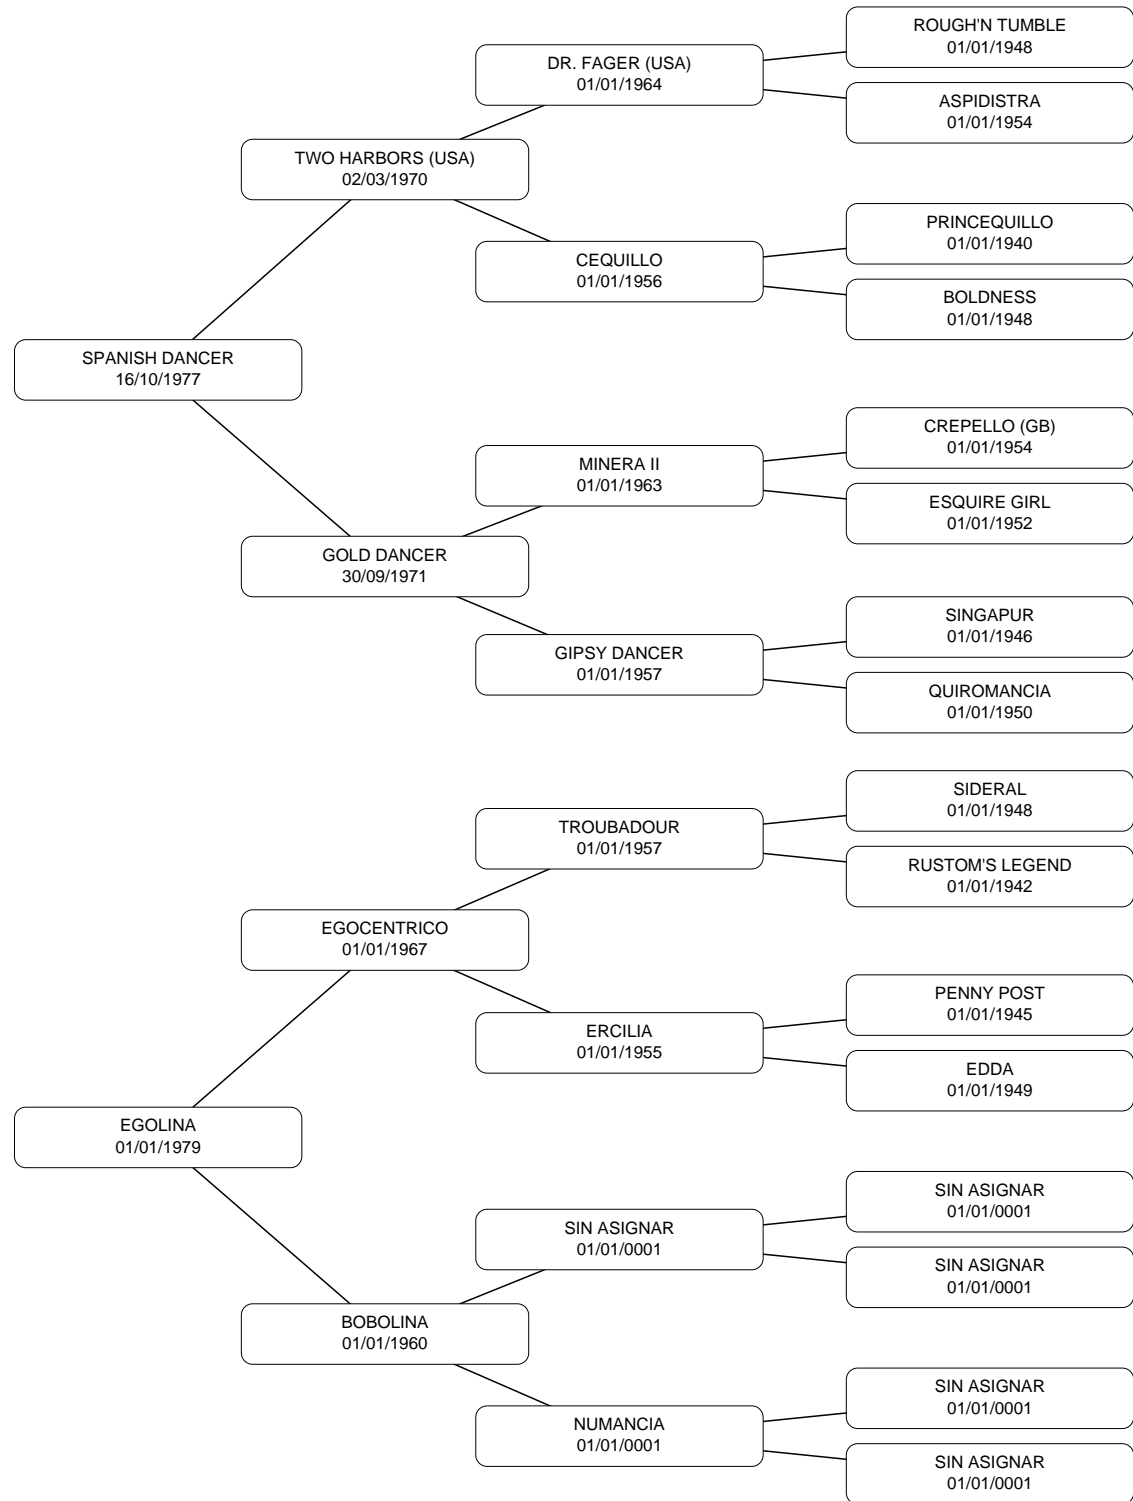 ROUGH'N TUMBLE
01/01/1948
DR. FAGER (USA)
01/01/1964
ASPIDISTRA
01/01/1954
TWO HARBORS (USA)
02/03/1970
PRINCEQUILLO
01/01/1940
CEQUILLO
01/01/1956
BOLDNESS
01/01/1948
SPANISH DANCER
16/10/1977
CREPELLO (GB)
01/01/1954
MINERA II
01/01/1963
ESQUIRE GIRL
01/01/1952
GOLD DANCER
30/09/1971
SINGAPUR
01/01/1946
GIPSY DANCER
01/01/1957
QUIROMANCIA
01/01/1950
SIDERAL
01/01/1948
TROUBADOUR
01/01/1957
RUSTOM'S LEGEND
01/01/1942
EGOCENTRICO
01/01/1967
PENNY POST
01/01/1945
ERCILIA
01/01/1955
EDDA
01/01/1949
EGOLINA
01/01/1979
SIN ASIGNAR
01/01/0001
SIN ASIGNAR
01/01/0001
SIN ASIGNAR
01/01/0001
BOBOLINA
01/01/1960
SIN ASIGNAR
01/01/0001
NUMANCIA
01/01/0001
SIN ASIGNAR
01/01/0001